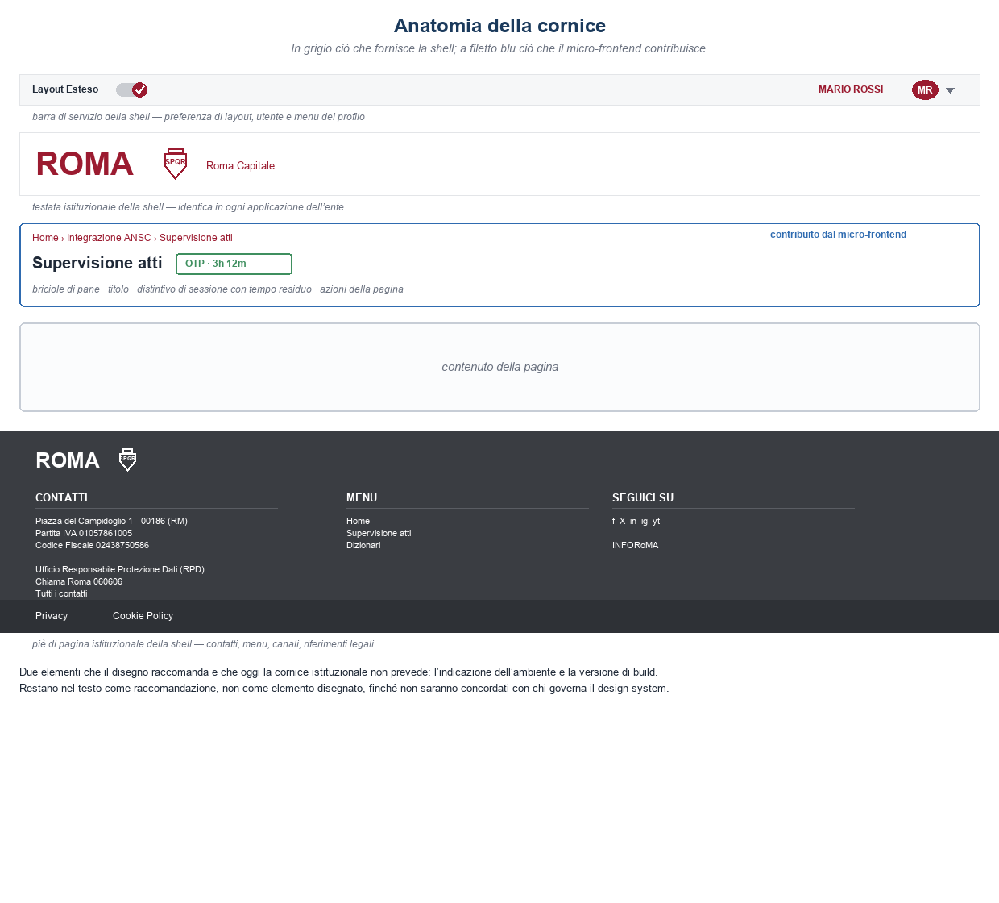 Anatomia della cornice
In grigio ciò che fornisce la shell; a filetto blu ciò che il micro-frontend contribuisce.
Layout Esteso
MARIO ROSSI
MR
barra di servizio della shell — preferenza di layout, utente e menu del profilo
ROMA
SPQR
Roma Capitale
testata istituzionale della shell — identica in ogni applicazione dell’ente
Home › Integrazione ANSC › Supervisione atti
contribuito dal micro-frontend
Supervisione atti
OTP · 3h 12m
briciole di pane · titolo · distintivo di sessione con tempo residuo · azioni della pagina
contenuto della pagina
ROMA
SPQR
CONTATTI
Piazza del Campidoglio 1 - 00186 (RM)
Partita IVA 01057861005
Codice Fiscale 02438750586
Ufficio Responsabile Protezione Dati (RPD)
Chiama Roma 060606
Tutti i contatti
MENU
Home
Supervisione atti
Dizionari
SEGUICI SU
f X in ig yt
INFORoMA
Privacy
Cookie Policy
piè di pagina istituzionale della shell — contatti, menu, canali, riferimenti legali
Due elementi che il disegno raccomanda e che oggi la cornice istituzionale non prevede: l’indicazione dell’ambiente e la versione di build.
Restano nel testo come raccomandazione, non come elemento disegnato, finché non saranno concordati con chi governa il design system.